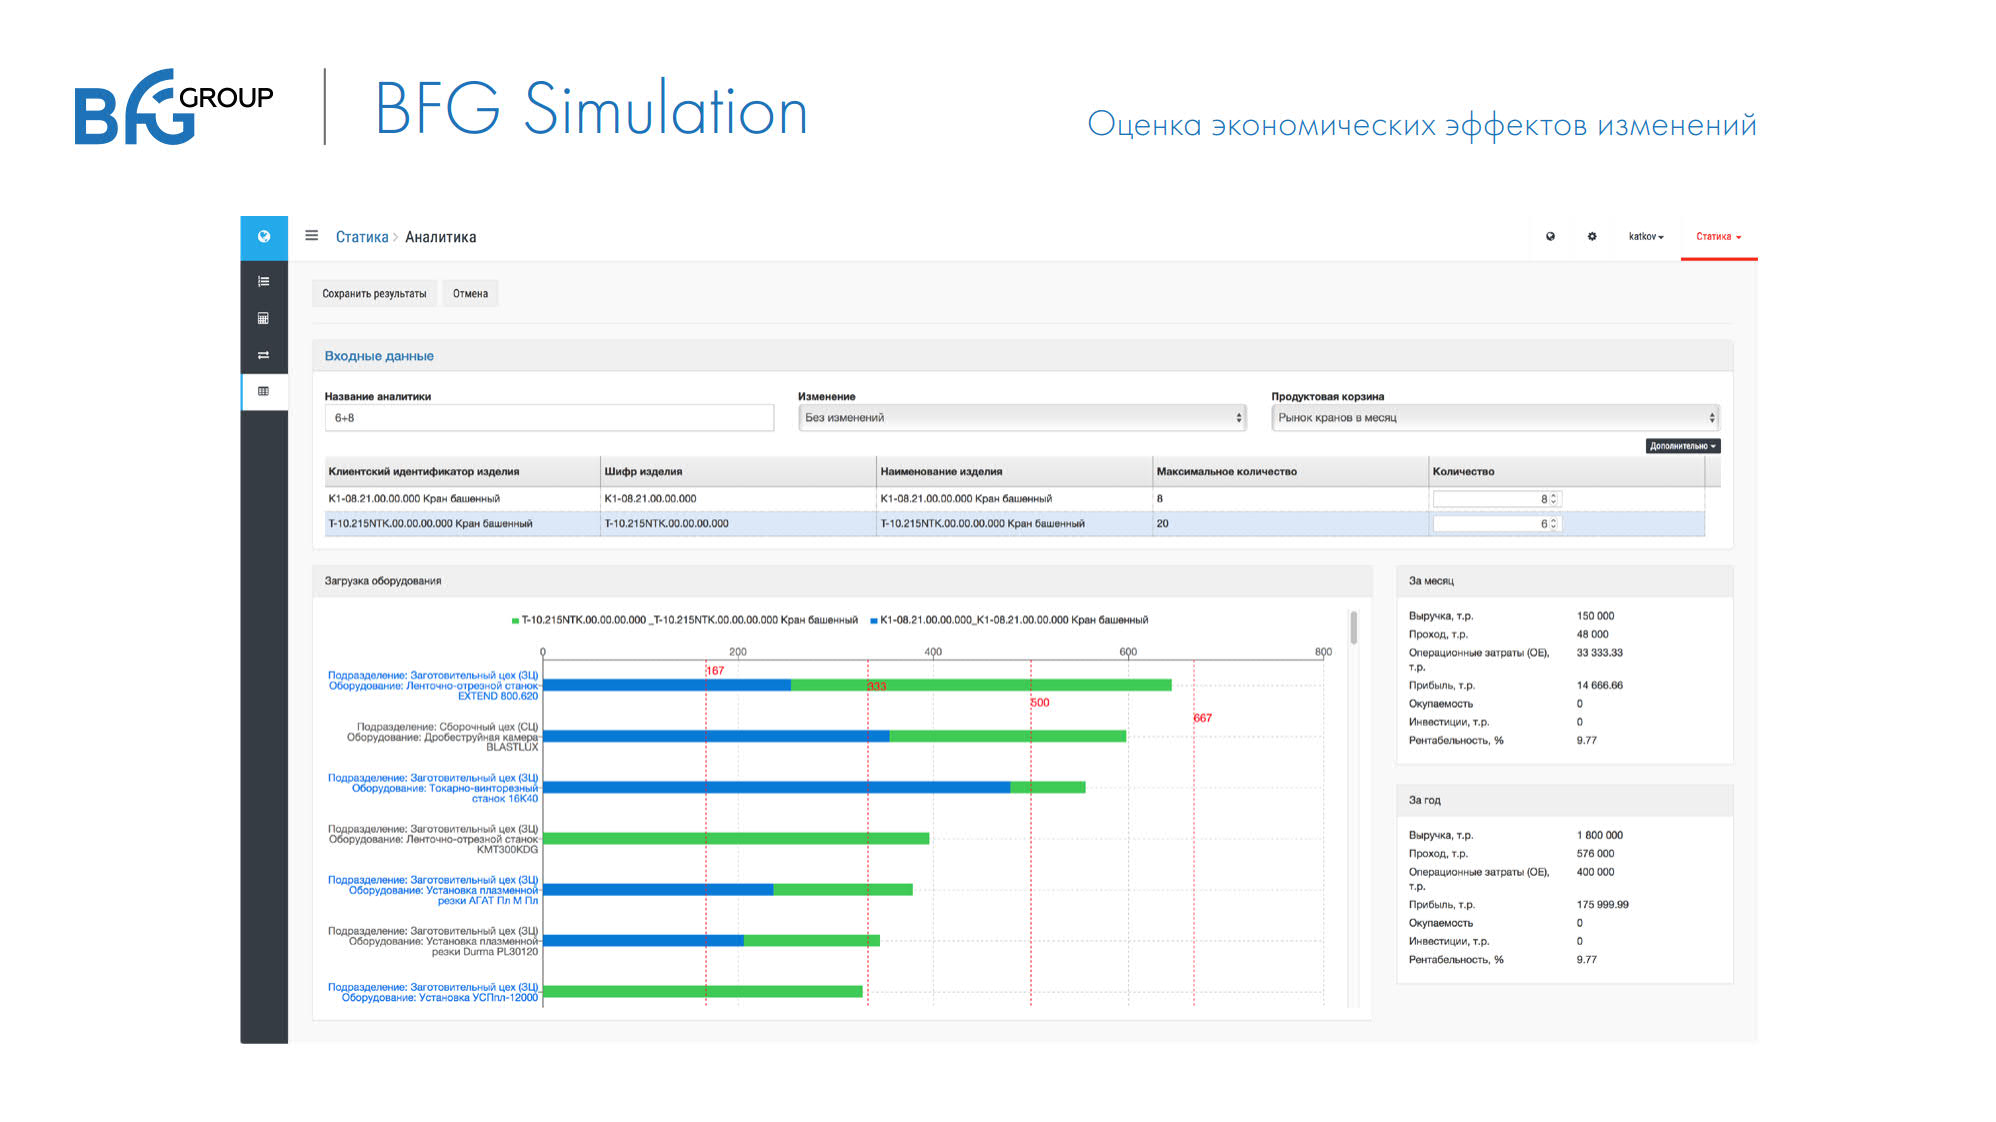 BFG GROUP
BFG Simulation
Оценка экономических эффектов изменений
Статика > Аналитика
katkov
Статика
Сохранить результаты
Отмена
Входные данные
Название аналитики
Изменение
Продуктовая корзина
6+8
Без изменений
Рынок кранов в месяц
Дополнительно
Клиентский идентификатор изделия
Шифр изделия
Наименование изделия
Максимальное количество
Количество
К1-08.21.00.00.000 Кран башенный
К1-08.21.00.00.000
К1-08.21.00.00.000 Кран башенный
8
8
Т-10.215NTK.00.00.00.000 Кран башенный
Т-10.215NTK.00.00.00.000
Т-10.215NTK.00.00.00.000 Кран башенный
20
6
Загрузка оборудования
Т-10.215NTK.00.00.00.000 _Т-10.215NTK.00.00.00.000 Кран башенный
К1-08.21.00.00.000_К1-08.21.00.00.000 Кран башенный
0
200
400
600
800
167
333
500
667
Подразделение: Заготовительный цех (ЗЦ)
Оборудование: Ленточно-отрезной станок
EXTEND 800.620
Подразделение: Сборочный цех (СЦ)
Оборудование: Дробеструйная камера
BLASTLUX
Подразделение: Заготовительный цех (ЗЦ)
Оборудование: Токарно-винторезный
станок 16К40
Подразделение: Заготовительный цех (ЗЦ)
Оборудование: Ленточно-отрезной станок
KMT300KDG
Подразделение: Заготовительный цех (ЗЦ)
Оборудование: Установка плазменной
резки АГАТ Пл М Пл
Подразделение: Заготовительный цех (ЗЦ)
Оборудование: Установка плазменной
резки Durma PL30120
Подразделение: Заготовительный цех (ЗЦ)
Оборудование: Установка УСПпл-12000
За месяц
Выручка, т.р. 150 000
Проход, т.р. 48 000
Операционные затраты (OE), 33 333.33
т.р.
Прибыль, т.р. 14 666.66
Окупаемость 0
Инвестиции, т.р. 0
Рентабельность, % 9.77
За год
Выручка, т.р. 1 800 000
Проход, т.р. 576 000
Операционные затраты (OE), 400 000
т.р.
Прибыль, т.р. 175 999.99
Окупаемость 0
Инвестиции, т.р. 0
Рентабельность, % 9.77